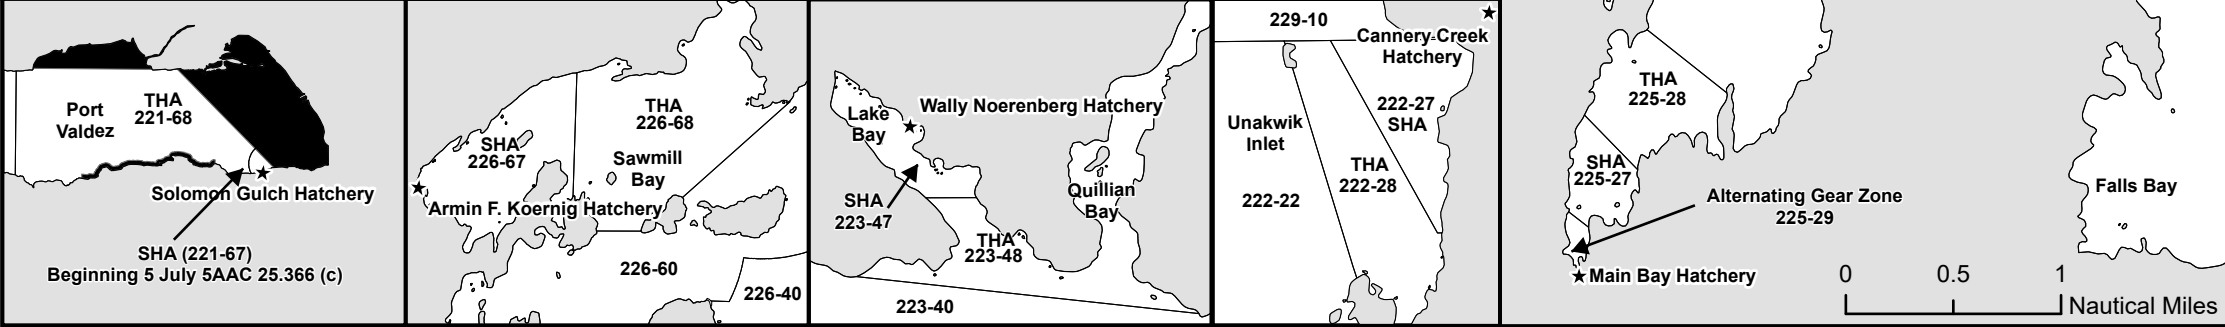 Port
Valdez
THA
221-68
Solomon Gulch Hatchery
SHA (221-67)
Beginning 5 July 5AAC 25.366 (c)
SHA
226-67
THA
226-68
Sawmill
Bay
Armin F. Koernig Hatchery
226-60
226-40
Lake
Bay
Wally Noerenberg Hatchery
SHA
223-47
Quillian
Bay
THA
223-48
223-40
229-10
Cannery Creek
Hatchery
222-27
SHA
Unakwik
Inlet
THA
222-28
222-22
THA
225-28
SHA
225-27
Alternating Gear Zone
225-29
Main Bay Hatchery
Falls Bay
0 0.5 1
Nautical Miles